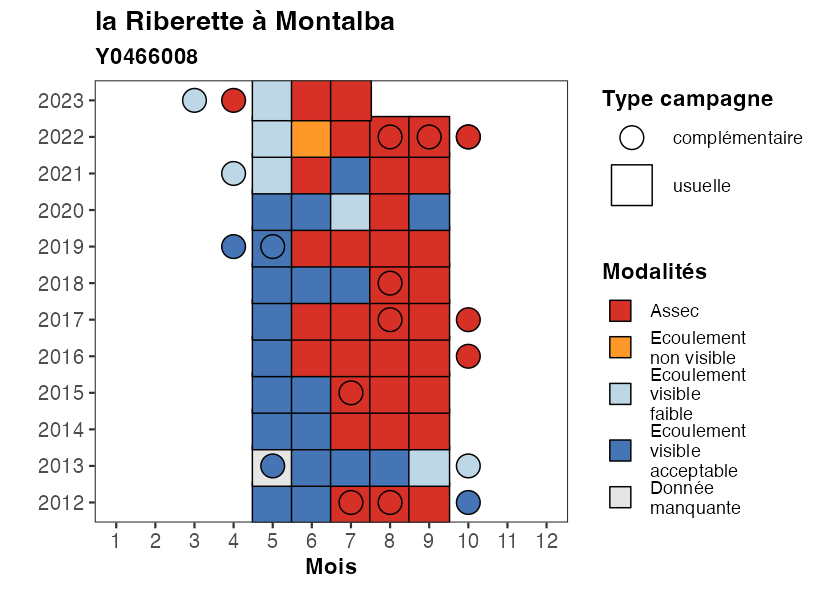 la Riberette à Montalba
Y0466008
2023
2022
2021
2020
2019
2018
2017
2016
2015
2014
2013
2012
1 2 3 4 5 6 7 8 9 10 11 12
Mois
Type campagne
complémentaire
usuelle
Modalités
Assec
Ecoulement
non visible
Ecoulement
visible
faible
Ecoulement
visible
acceptable
Donnée
manquante